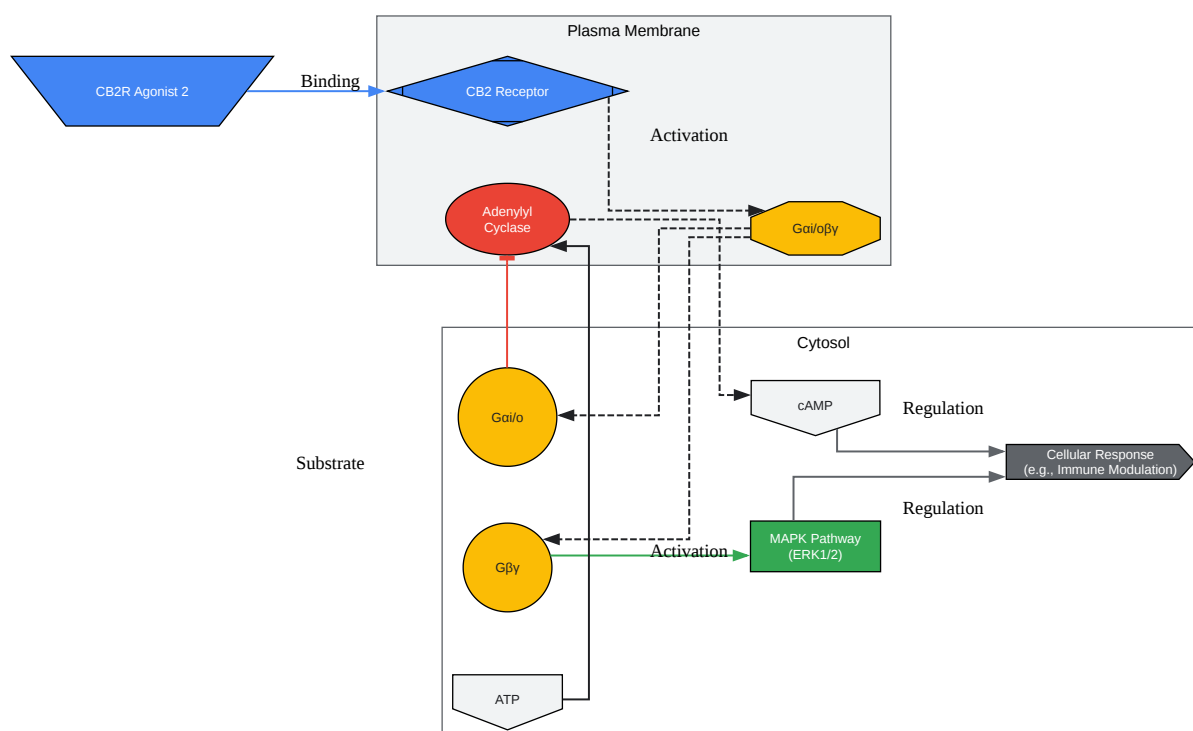 Plasma Membrane
CB2R Agonist 2
Binding
CB2 Receptor
Activation
Adenylyl
Cyclase
Gαi/oβγ
Cytosol
Gαi/o
cAMP
Regulation
Substrate
Cellular Response
(e.g., Immune Modulation)
Regulation
Gβγ
Activation
MAPK Pathway
(ERK1/2)
ATP